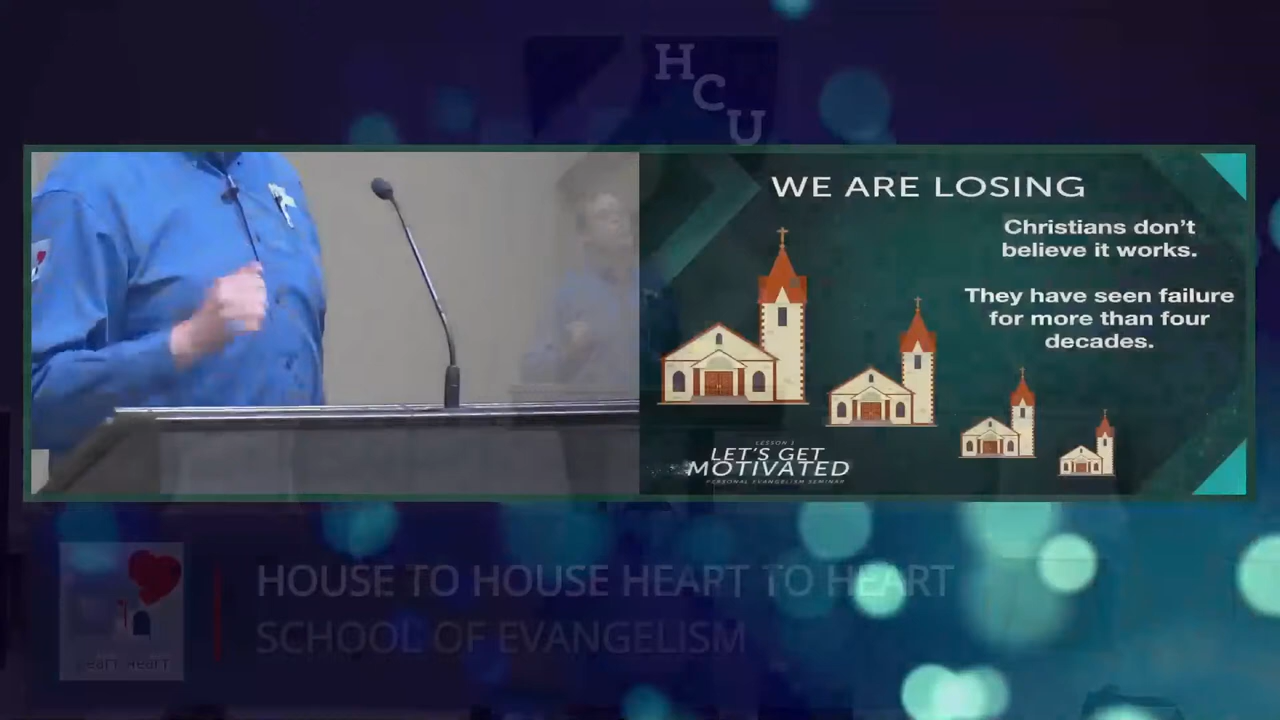 H
C
U
WE ARE LOSING
Christians don't
believe it works.
They have seen failure
for more than four
decades.
LESSON 1
LET'S GET
MOTIVATED
PERSONAL EVANGELISM SEMINAR
HOUSE TO HOUSE HEART TO HEART
SCHOOL OF EVANGELISM